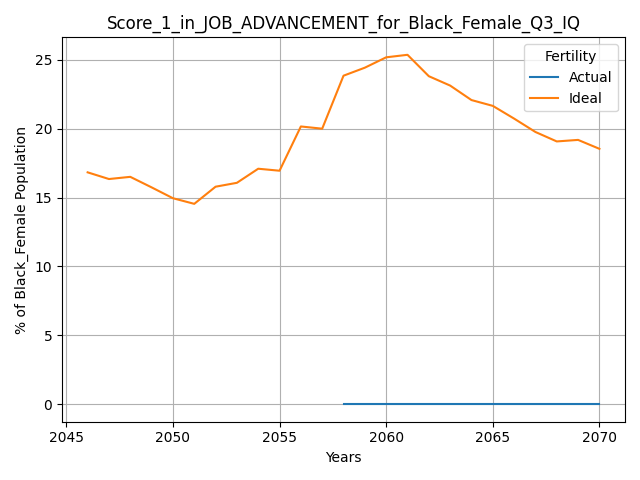 Score_1_in_JOB_ADVANCEMENT_for_Black_Female_Q3_IQ
Fertility
Actual
Ideal
% of Black_Female Population
25
20
15
10
5
0
2045 2050 2055 2060 2065 2070
Years